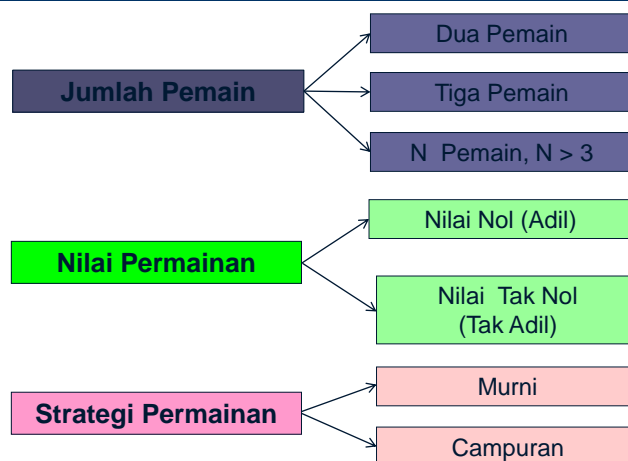 Jumlah Pemain
Dua Pemain
Tiga Pemain
N Pemain, N > 3
Nilai Permainan
Nilai Nol (Adil)
Nilai Tak Nol
(Tak Adil)
Strategi Permainan
Murni
Campuran